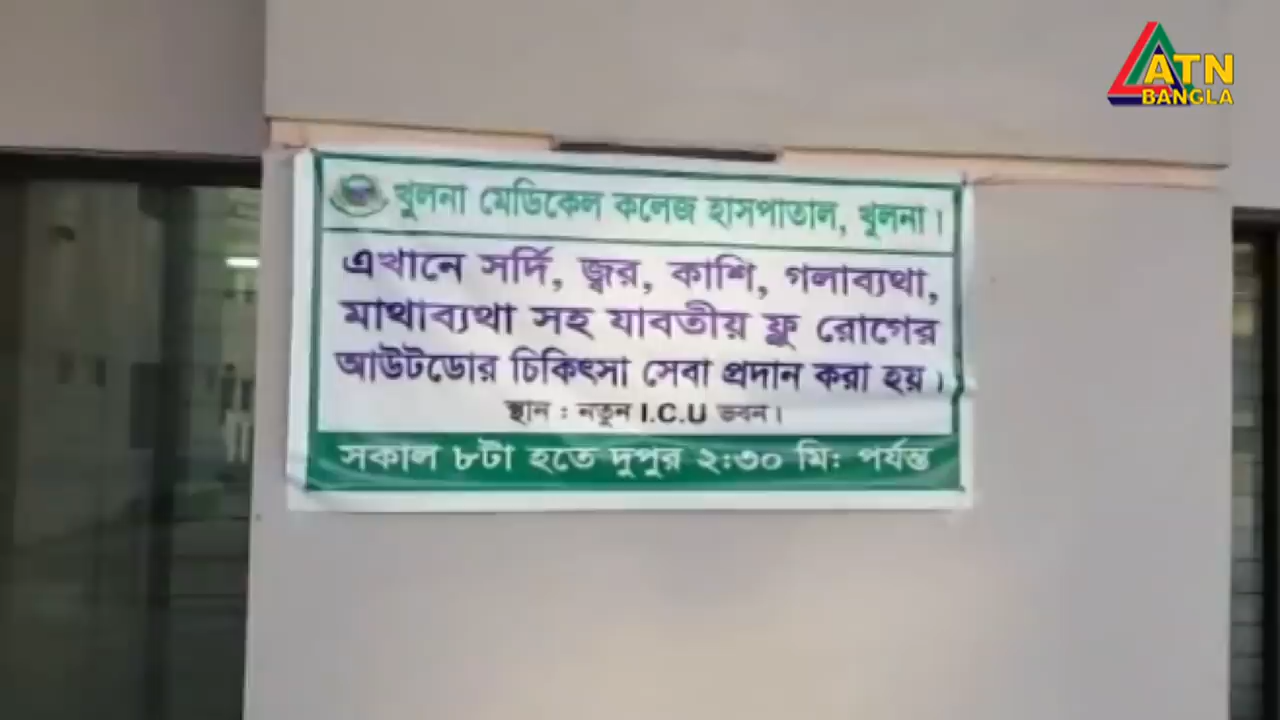 ATN
BANGLA
খুলনা মেডিকেল কলেজ হাসপাতাল, খুলনা।
এখানে সর্দি, জ্বর, কাশি, গলাব্যথা,
মাথাব্যথা সহ যাবতীয় ফ্লু রোগের
আউটডোর চিকিৎসা সেবা প্রদান করা হয়।
স্থান : নতুন I.C.U ভবন।
সকাল ৮টা হতে দুপুর ২:৩০ মি: পর্যন্ত